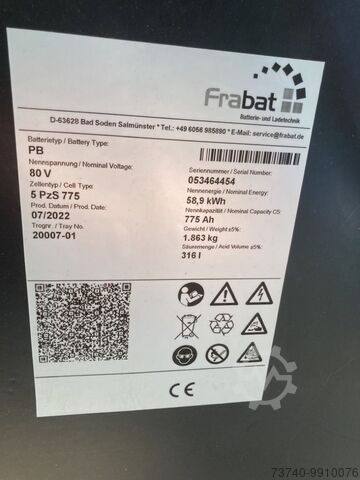 Frabat
Batterie- und Ladetechnik
D-63628 Bad Soden Salmünster * Tel.: +49 6056 985890 * E-Mail: service@frabat.de
Batterietyp / Battery Type:
PB
Nennspannung / Nominal Voltage:
80 V
Zellentyp / Cell Type:
5 PzS 775
Prod. Datum / Prod. Date:
07/2022
Trognr. / Tray No.
20007-01
Seriennummer / Serial Number:
053464454
Nennenergie / Nominal Energy:
58,9 kWh
Nennkapazität / Nominal Capacity C5:
775 Ah
Gewicht / Weight ±5%:
1.863 kg
Säuremenge / Acid Volume ±5%:
316 l
Pb
CE
73740-9910076